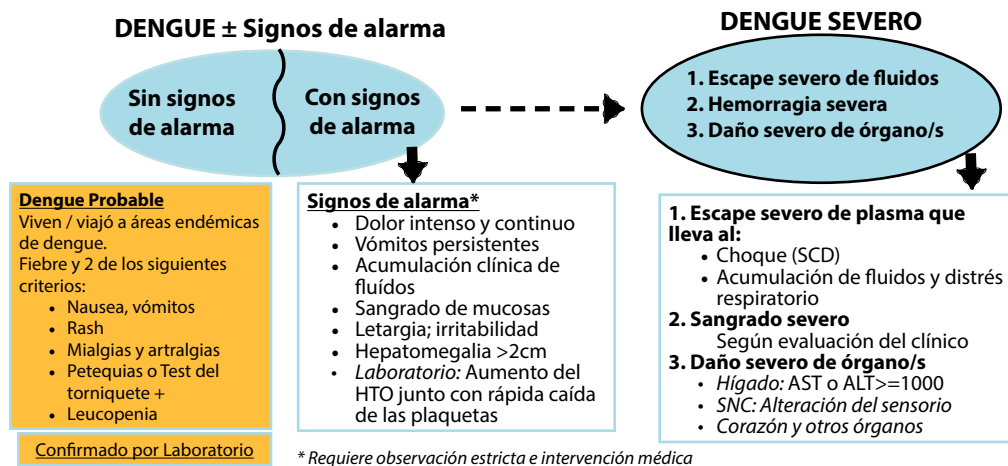 DENGUE ± Signos de alarma
Sin signos
de alarma
Con signos
de alarma
DENGUE SEVERO
1. Escape severo de fluidos
2. Hemorragia severa
3. Daño severo de órgano/s
Dengue Probable
Viven / viajó a áreas endémicas
de dengue.
Fiebre y 2 de los siguientes
criterios:
• Nausea, vómitos
• Rash
• Mialgias y artralgias
• Petequias o Test del
torniquete +
• Leucopenia
Confirmado por Laboratorio
Signos de alarma*
• Dolor intenso y continuo
• Vómitos persistentes
• Acumulación clínica de
fluídos
• Sangrado de mucosas
• Letargia; irritabilidad
• Hepatomegalia >2cm
• Laboratorio: Aumento del
HTO junto con rápida caída
de las plaquetas
* Requiere observación estricta e intervención médica
1. Escape severo de plasma que
lleva al:
• Choque (SCD)
• Acumulación de fluidos y distrés
respiratorio
2. Sangrado severo
Según evaluación del clínico
3. Daño severo de órgano/s
• Hígado: AST o ALT>=1000
• SNC: Alteración del sensorio
• Corazón y otros órganos